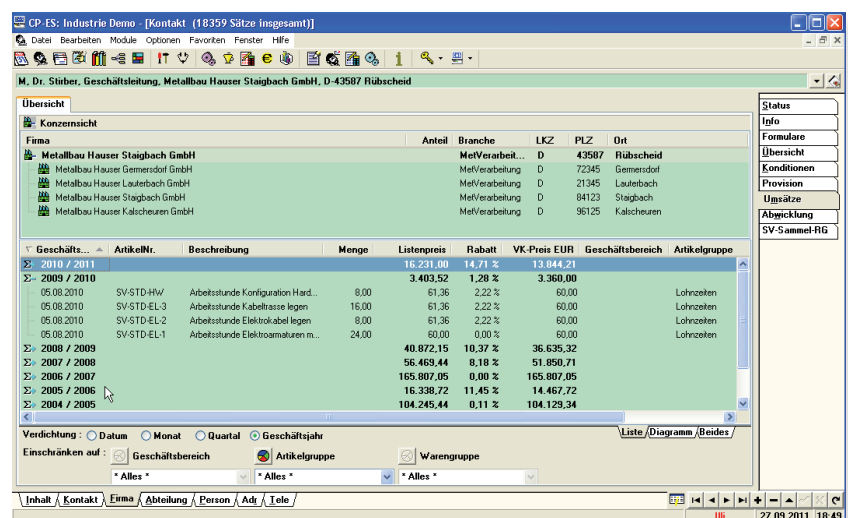 CP-ES: Industrie Demo - [Kontakt (18359 Sätze insgesamt)]
Datei Bearbeiten Module Optionen Favoriten Fenster Hilfe
M, Dr. Stirber, Geschäftsleitung, Metallbau Hauser Staigbach GmbH, D-43587 Rübscheid
Übersicht
Konzernsicht
Firma Anteil Branche LKZ PLZ Ort
Metallbau Hauser Staigbach GmbH MetVerarbeit... D 43587 Rübscheid
Metallbau Hauser Germersdorf GmbH MetVerarbeitung D 72345 Germersdorf
Metallbau Hauser Lauterbach GmbH MetVerarbeitung D 21345 Lauterbach
Metallbau Hauser Staigbach GmbH MetVerarbeitung D 84123 Staigbach
Metallbau Hauser Kalscheuren GmbH MetVerarbeitung D 96125 Kalscheuren
Geschäfts... ArtikelNr. Beschreibung Menge Listenpreis Rabatt VK-Preis EUR Geschäftsbereich Artikelgruppe
Σ 2010 / 2011 16.231,00 14,71 % 13.844,21
Σ 2009 / 2010 3.403,52 1,28 % 3.360,00
05.08.2010 SV-STD-HW Arbeitsstunde Konfiguration Hard... 8,00 61,36 2,22 % 60,00 Lohnzeiten
05.08.2010 SV-STD-EL-3 Arbeitsstunde Kabeltrasse legen 16,00 61,36 2,22 % 60,00 Lohnzeiten
05.08.2010 SV-STD-EL-2 Arbeitsstunde Elektrokabel legen 8,00 61,36 2,22 % 60,00 Lohnzeiten
05.08.2010 SV-STD-EL-1 Arbeitsstunde Elektroarmaturen m... 24,00 60,00 0,00 % 60,00 Lohnzeiten
Σ 2008 / 2009 40.872,15 10,37 % 36.635,32
Σ 2007 / 2008 56.469,44 8,18 % 51.850,71
Σ 2006 / 2007 165.807,05 0,00 % 165.807,05
Σ 2005 / 2006 16.338,72 11,45 % 14.467,72
Σ 2004 / 2005 104.245,44 0,11 % 104.129,34
Verdichtung : Datum Monat Quartal Geschäftsjahr
Liste Diagramm Beides
Einschränken auf : Geschäftsbereich Artikelgruppe Warengruppe
* Alles * * Alles * * Alles *
Status
Info
Formulare
Übersicht
Konditionen
Provision
Umsätze
Abwicklung
SV-Sammel-RG
Inhalt Kontakt Firma Abteilung Person Adr Tele
Uli 27.09.2011 18:49